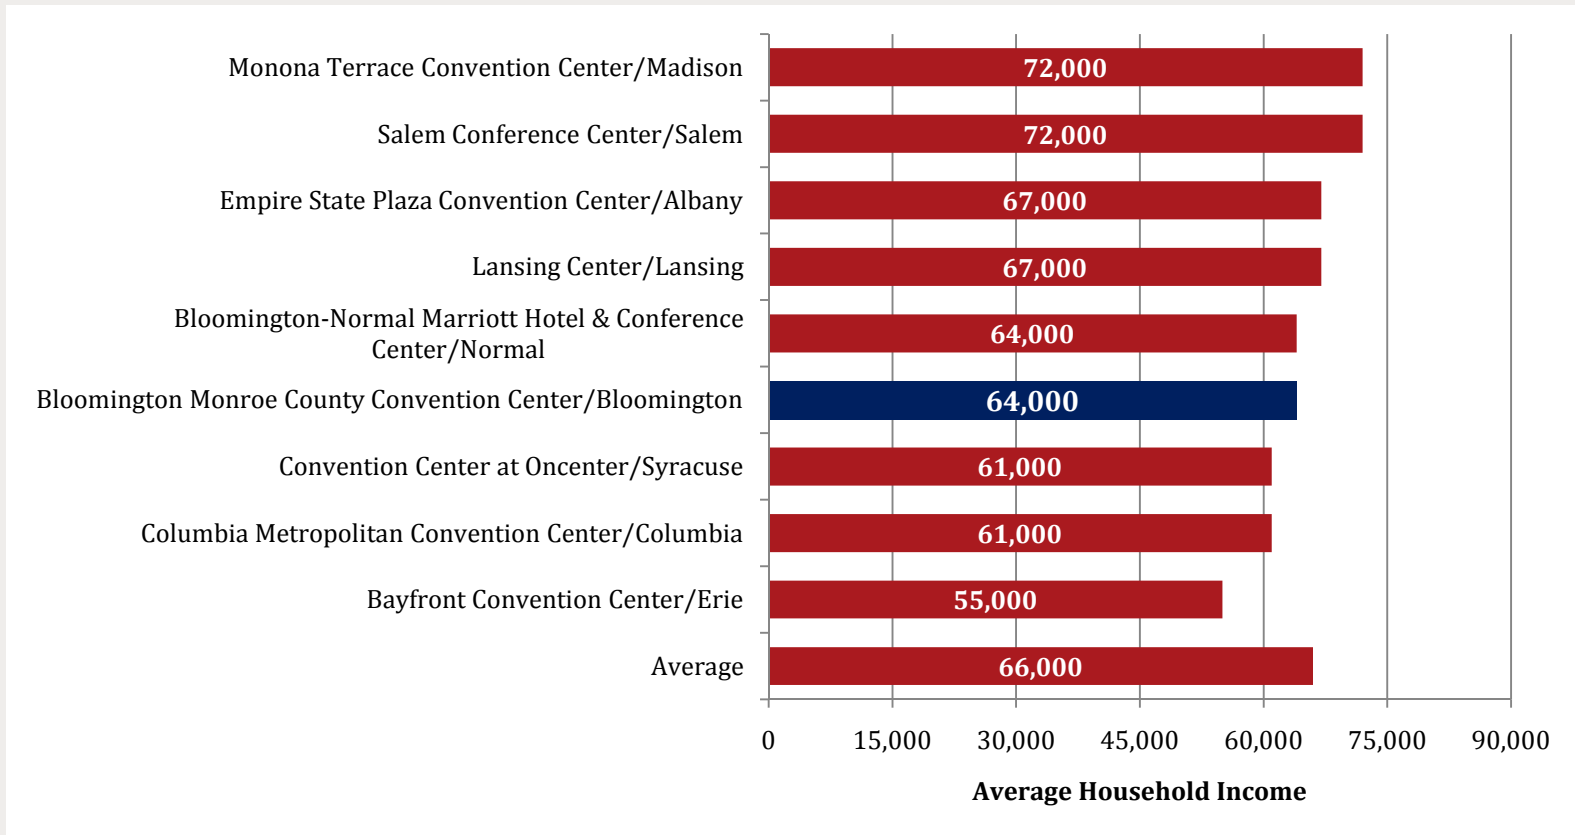 Monona Terrace Convention Center/Madison
72,000
Salem Conference Center/Salem
72,000
Empire State Plaza Convention Center/Albany
67,000
Lansing Center/Lansing
67,000
Bloomington-Normal Marriott Hotel & Conference
Center/Normal
64,000
Bloomington Monroe County Convention Center/Bloomington
64,000
Convention Center at Oncenter/Syracuse
61,000
Columbia Metropolitan Convention Center/Columbia
61,000
Bayfront Convention Center/Erie
55,000
Average
66,000
0 15,000 30,000 45,000 60,000 75,000 90,000
Average Household Income